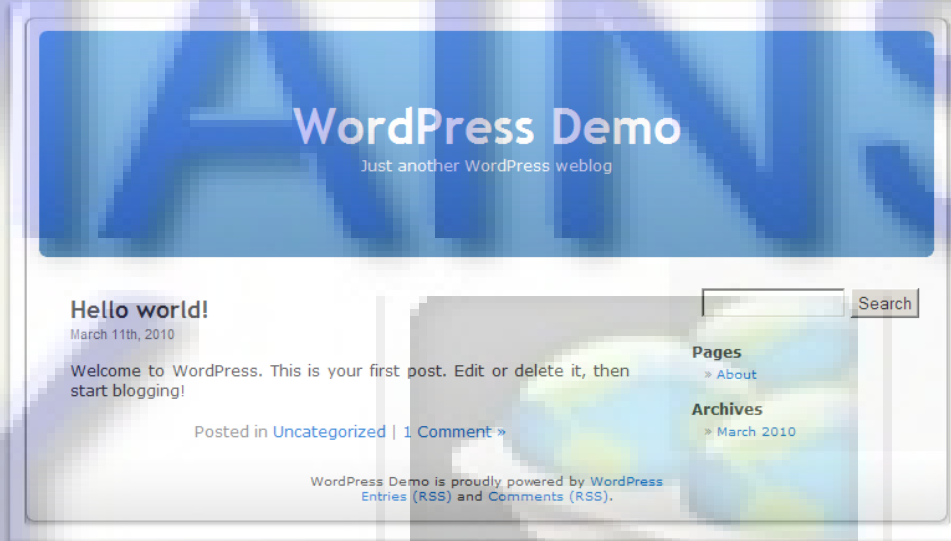 WordPress Demo
Just another WordPress weblog
Hello world!
March 11th, 2010
Welcome to WordPress. This is your first post. Edit or delete it, then
start blogging!
Posted in Uncategorized | 1 Comment »
Search
Pages
» About
Archives
» March 2010
WordPress Demo is proudly powered by WordPress
Entries (RSS) and Comments (RSS).
AINS